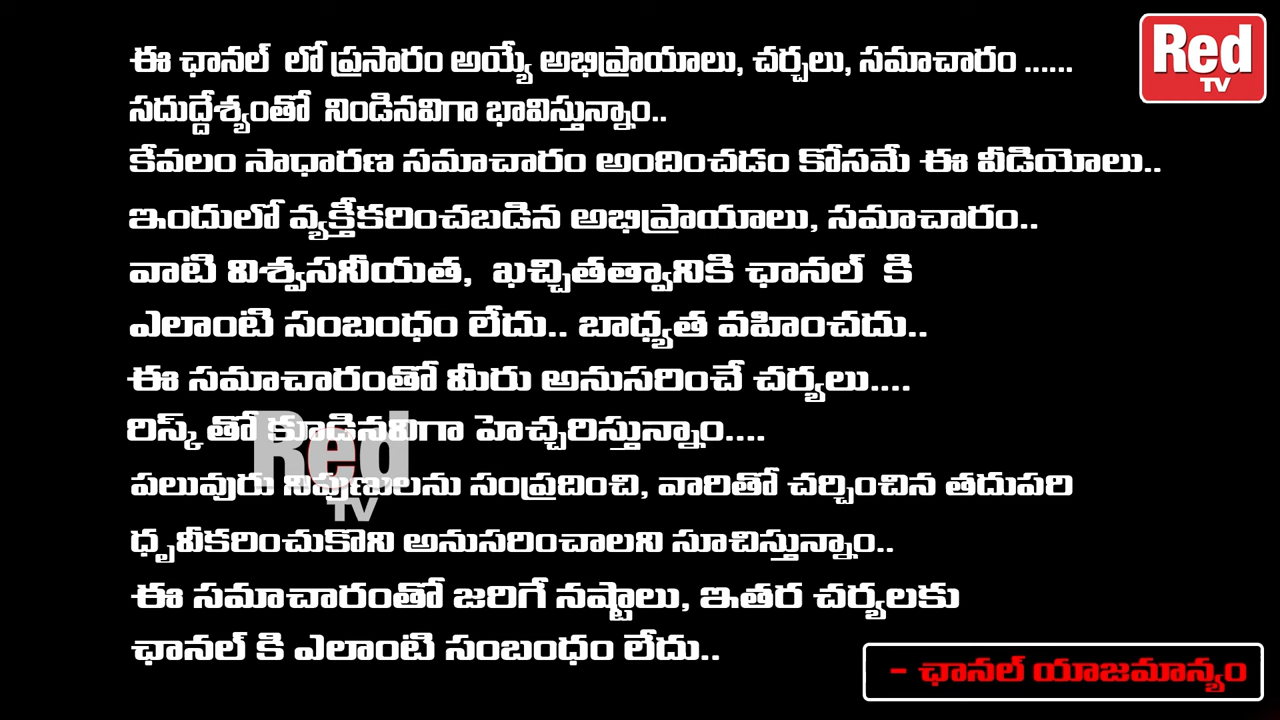 ఈ ఛానల్ లో ప్రసారం అయ్యే అభిప్రాయాలు, చర్చలు, సమాచారం ......
సదుద్దేశ్యంతో నిండినవిగా భావిస్తున్నాం..
కేవలం సాధారణ సమాచారం అందించడం కోసమే ఈ వీడియోలు..
ఇందులో వ్యక్తీకరించబడిన అభిప్రాయాలు, సమాచారం..
వాటి విశ్వసనీయత, ఖచ్చితత్వానికి ఛానల్ కి
ఎలాంటి సంబంధం లేదు.. బాధ్యత వహించదు..
ఈ సమాచారంతో మీరు అనుసరించే చర్యలు....
రిస్క్ తో కూడినవిగా హెచ్చరిస్తున్నాం....
పలువురు నిపుణులను సంప్రదించి, వారితో చర్చించిన తదుపరి
ధృవీకరించుకొని అనుసరించాలని సూచిస్తున్నాం..
ఈ సమాచారంతో జరిగే నష్టాలు, ఇతర చర్యలకు
ఛానల్ కి ఎలాంటి సంబంధం లేదు..
- ఛానల్ యాజమాన్యం
Red
TV
Red
TV